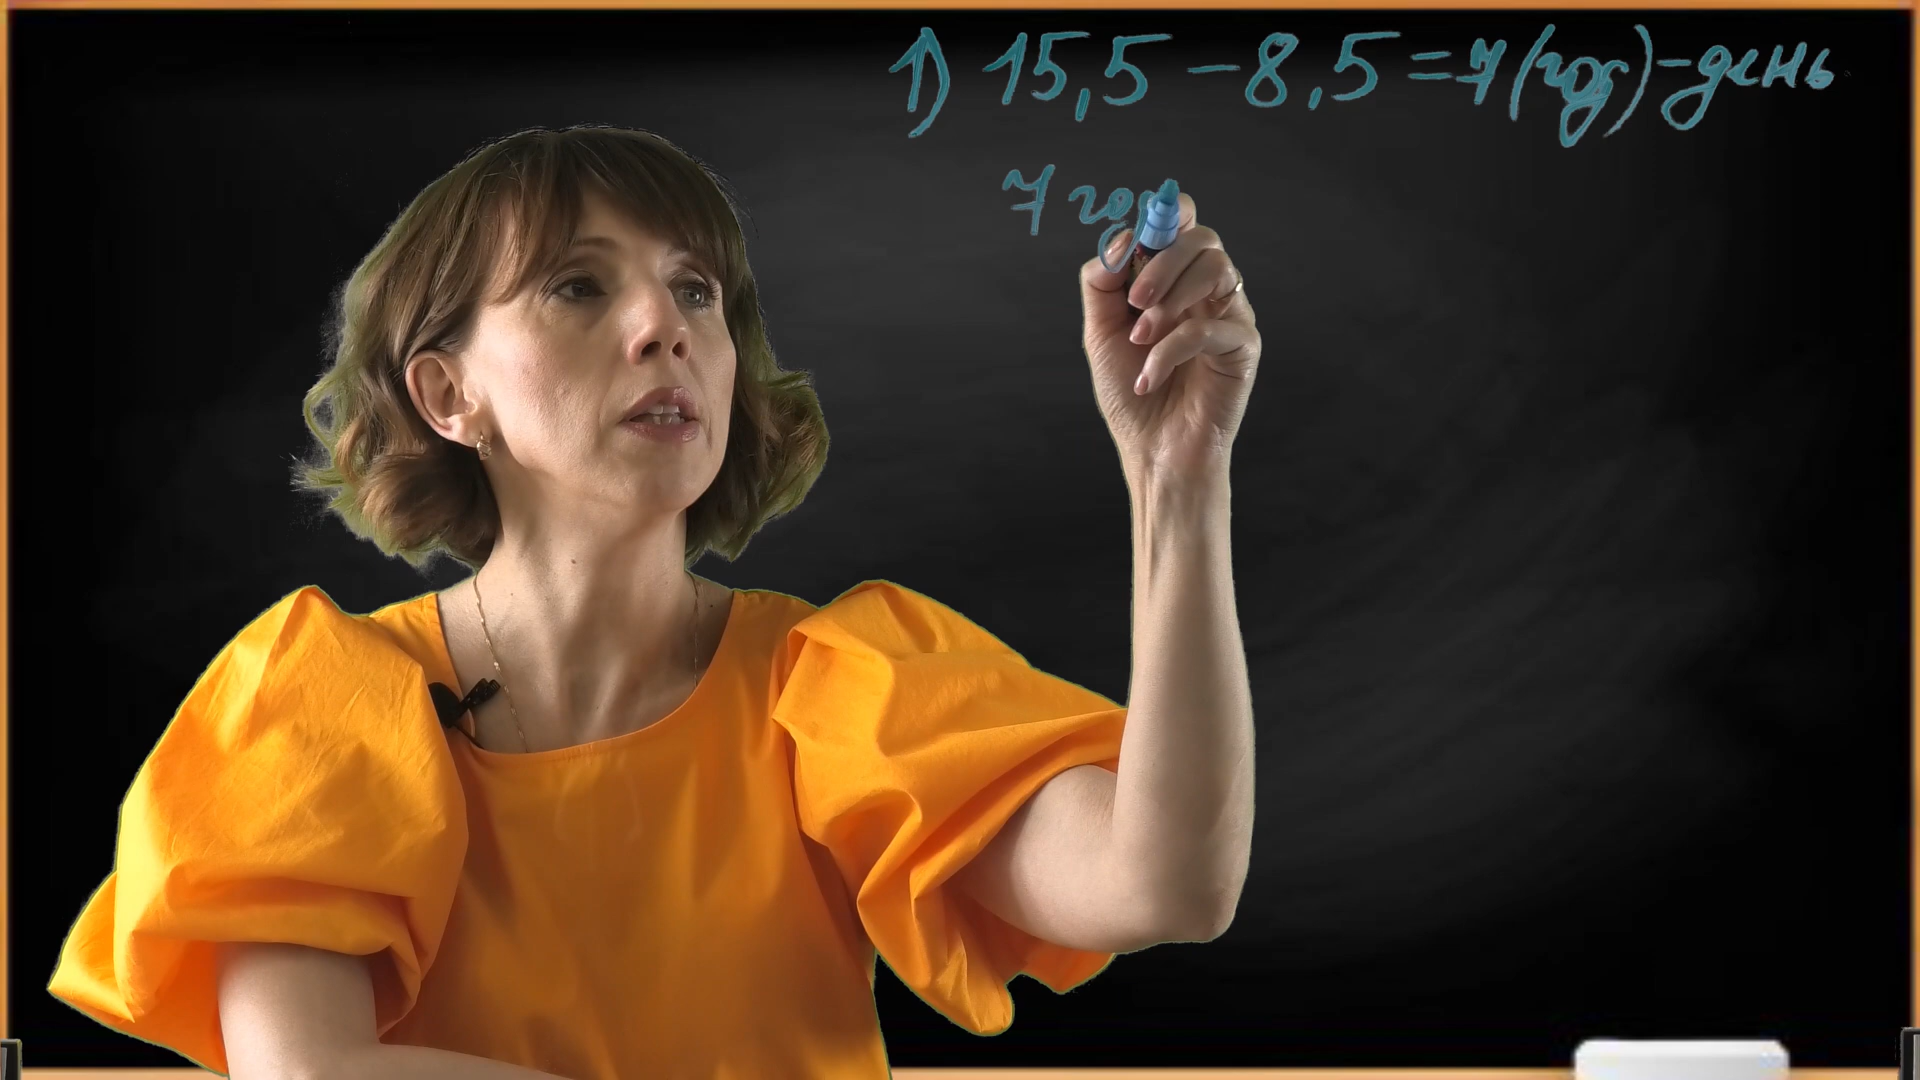 1) 15,5 - 8,5 = 7 (год) - день
7 год